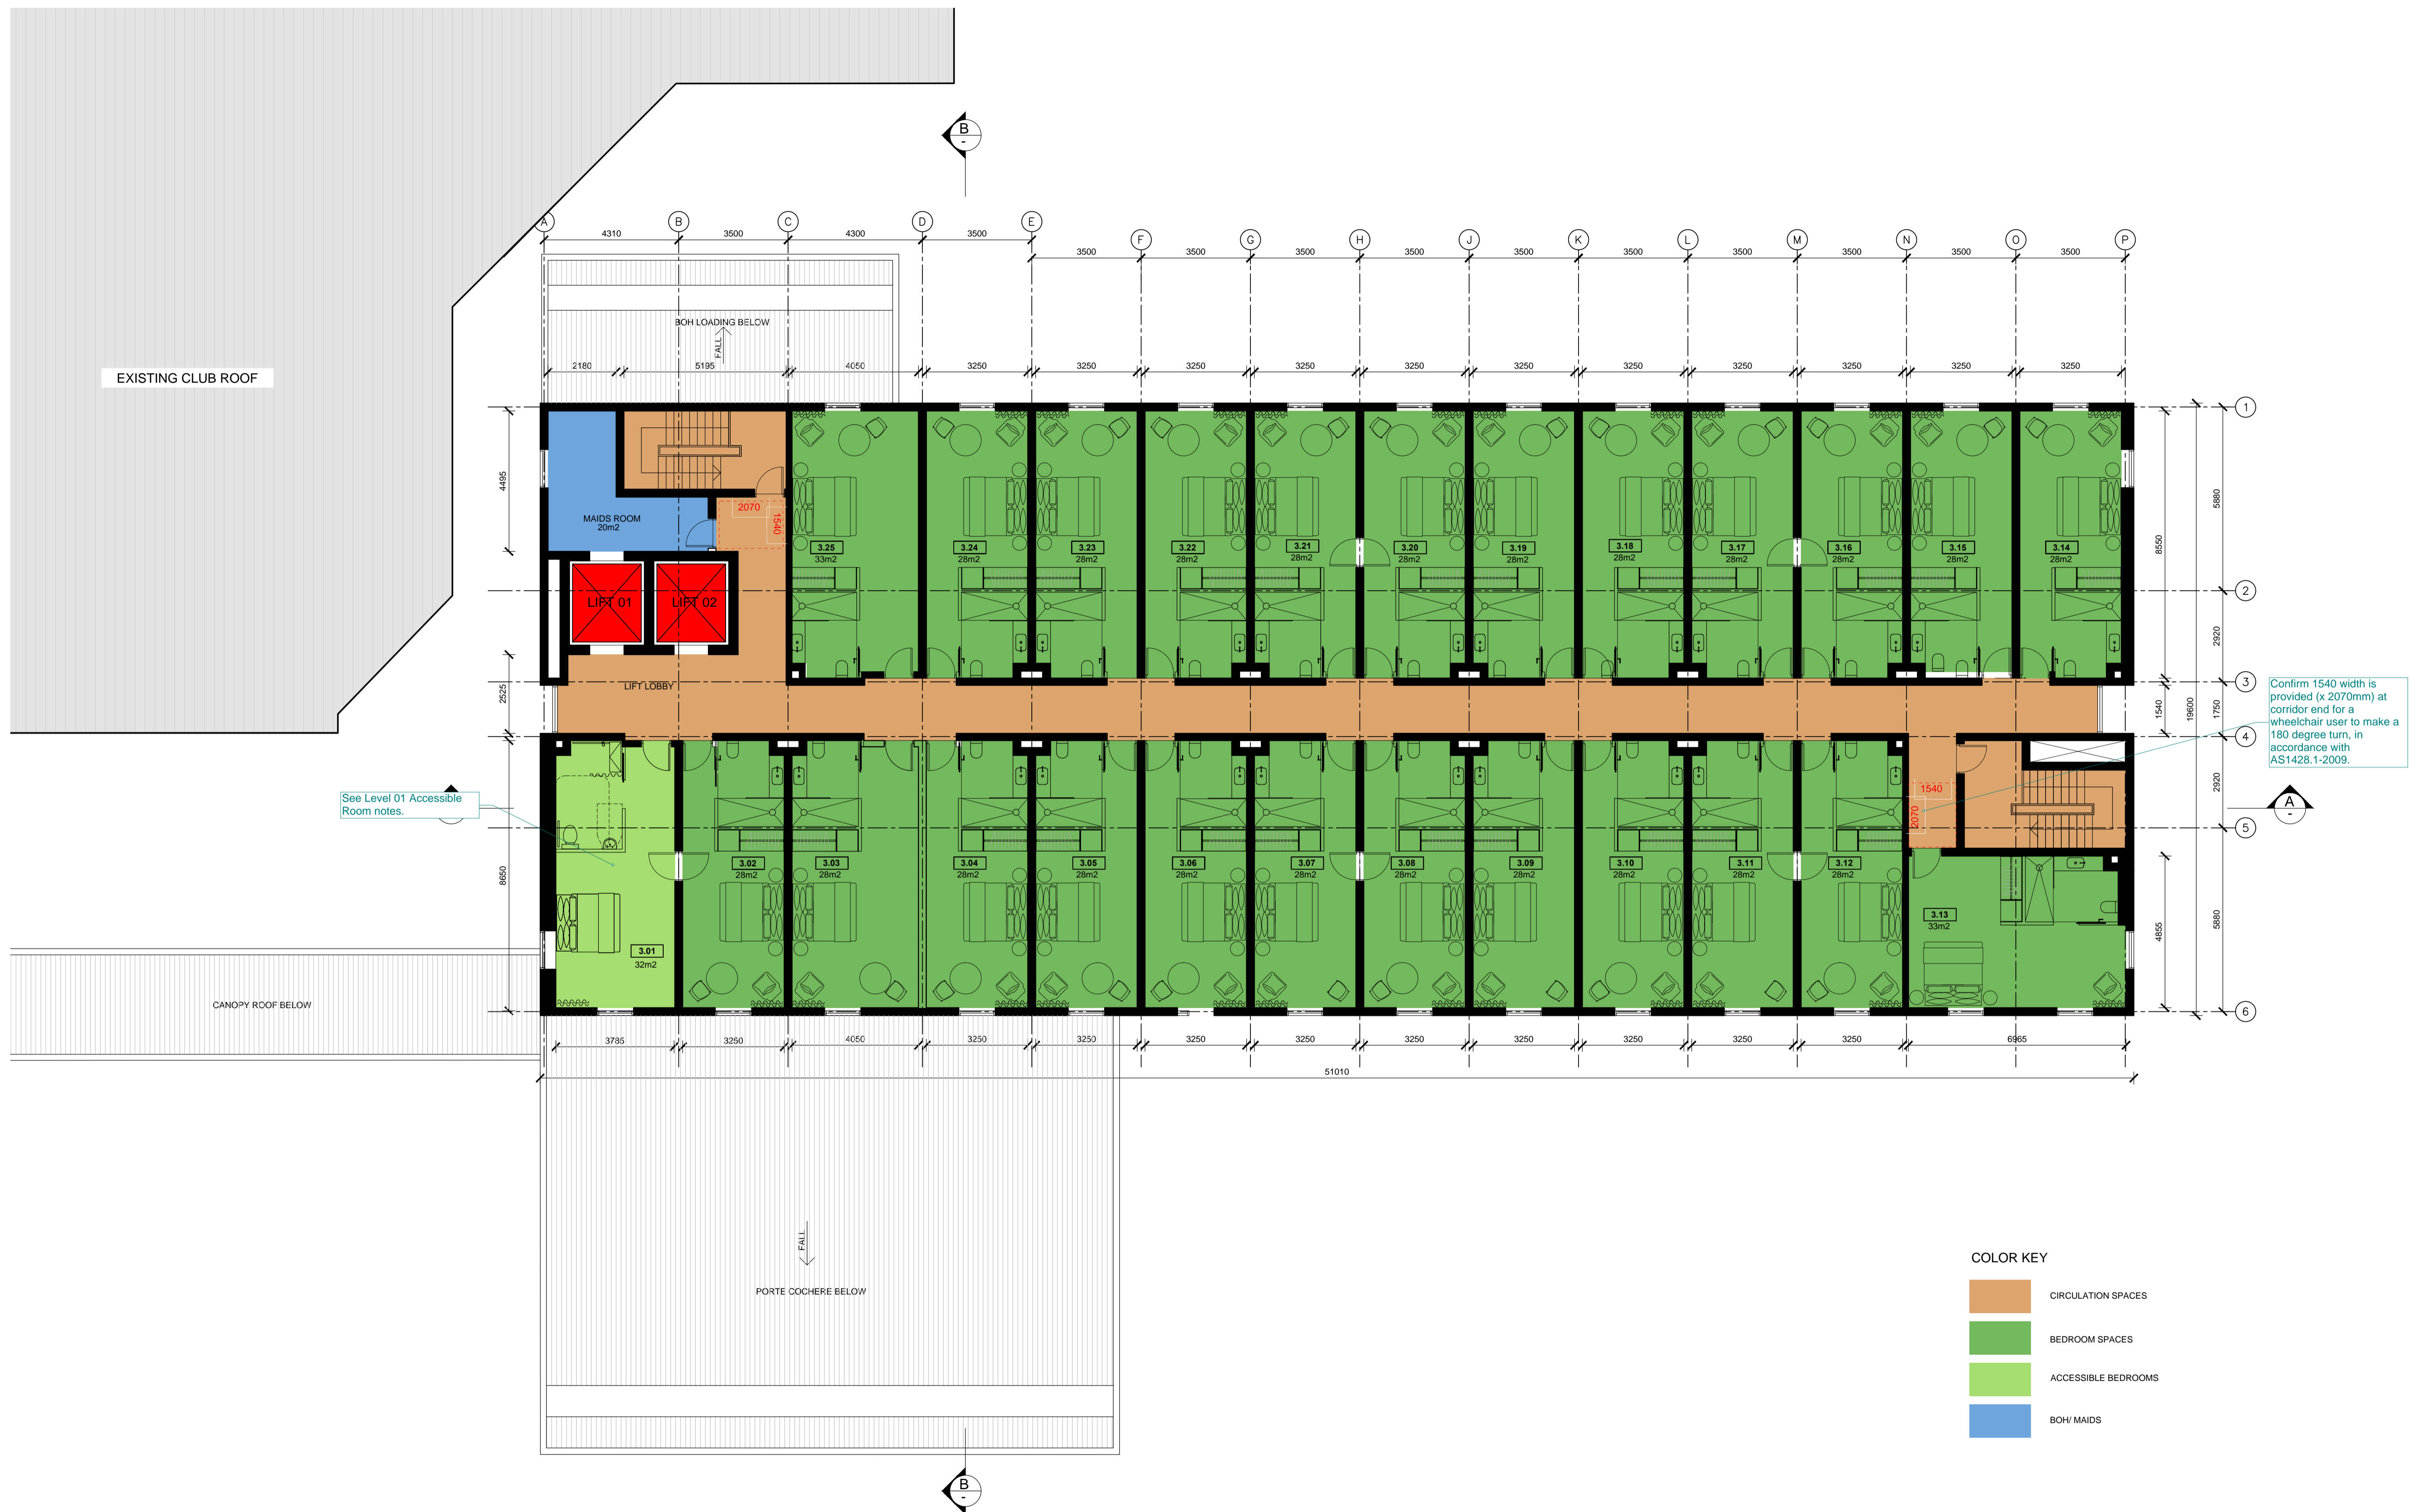 B
-
A
B
C
D
E
4310
3500
4300
3500
F
G
H
J
K
L
M
N
O
P
3500
3500
3500
3500
3500
3500
3500
3500
3500
3500
BOH LOADING BELOW
FALL
EXISTING CLUB ROOF
2180
5195
4050
3250
3250
3250
3250
3250
3250
3250
3250
3250
3250
3250
1
4495
5880
8550
2070
1540
MAIDS ROOM
20m2
3.25
33m2
3.24
28m2
3.23
28m2
3.22
28m2
3.21
28m2
3.20
28m2
3.19
28m2
3.18
28m2
3.17
28m2
3.16
28m2
3.15
28m2
3.14
28m2
LIFT 01
LIFT 02
2
2920
2525
LIFT LOBBY
3
1540
19600
1750
Confirm 1540 width is
provided (x 2070mm) at
corridor end for a
wheelchair user to make a
180 degree turn, in
accordance with
AS1428.1-2009.
4
2920
See Level 01 Accessible
Room notes.
1540
2070
A
-
5
8650
3.02
28m2
3.03
28m2
3.04
28m2
3.05
28m2
3.06
28m2
3.07
28m2
3.08
28m2
3.09
28m2
3.10
28m2
3.11
28m2
3.12
28m2
3.13
33m2
4855
5880
3.01
32m2
CANOPY ROOF BELOW
6
3785
3250
4050
3250
3250
3250
3250
3250
3250
3250
3250
3250
6965
51010
FALL
PORTE COCHERE BELOW
COLOR KEY
CIRCULATION SPACES
BEDROOM SPACES
ACCESSIBLE BEDROOMS
BOH/ MAIDS
B
-